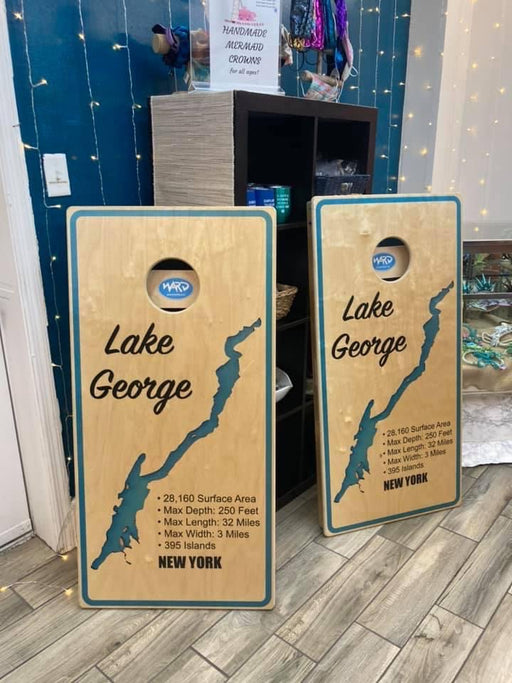 HANDMADE
MERMAID
CROWNS
for all ages!
WARD
Lake
George
• 28,160 Surface Area
• Max Depth: 250 Feet
• Max Length: 32 Miles
• Max Width: 3 Miles
• 395 Islands
NEW YORK
WARD
Lake
George
• 28,160 Surface Area
• Max Depth: 250 Feet
• Max Length: 32 Miles
• Max Width: 3 Miles
• 395 Islands
NEW YORK